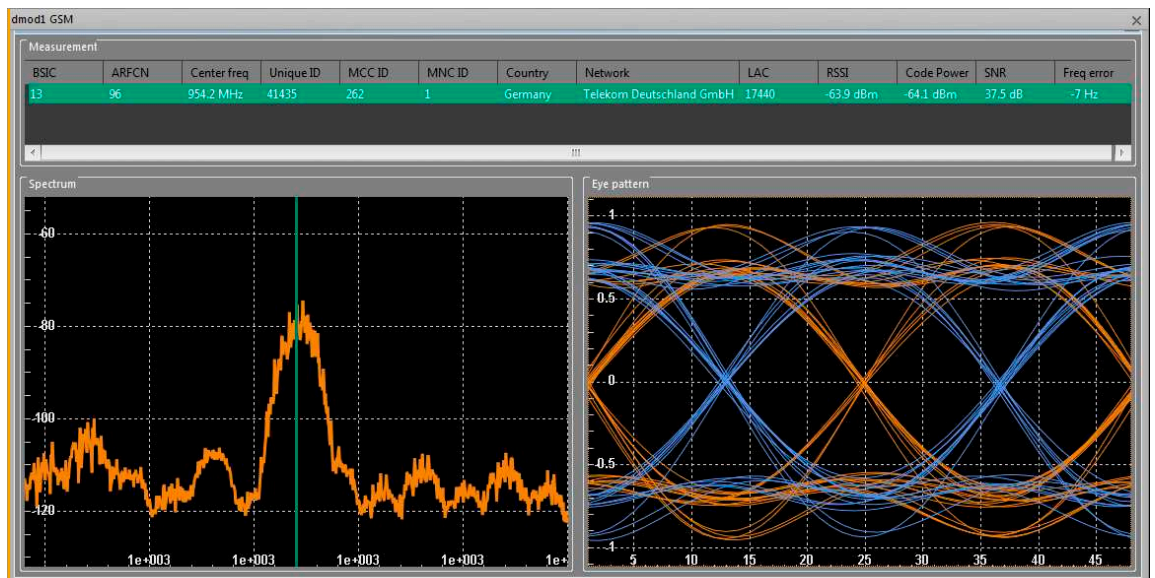 dmod1 GSM
Measurement
BSIC ARFCN Center freq Unique ID MCC ID MNC ID Country Network LAC RSSI Code Power SNR Freq error
13 96 954.2 MHz 41435 262 1 Germany Telekom Deutschland GmbH 17440 -63.9 dBm -64.1 dBm 37.5 dB -7 Hz
Spectrum
-60
-80
-100
-120
1e+003 1e+003 1e+003 1e+003 1e+
Eye pattern
1
0.5
0
-0.5
-1
5 10 15 20 25 30 35 40 45